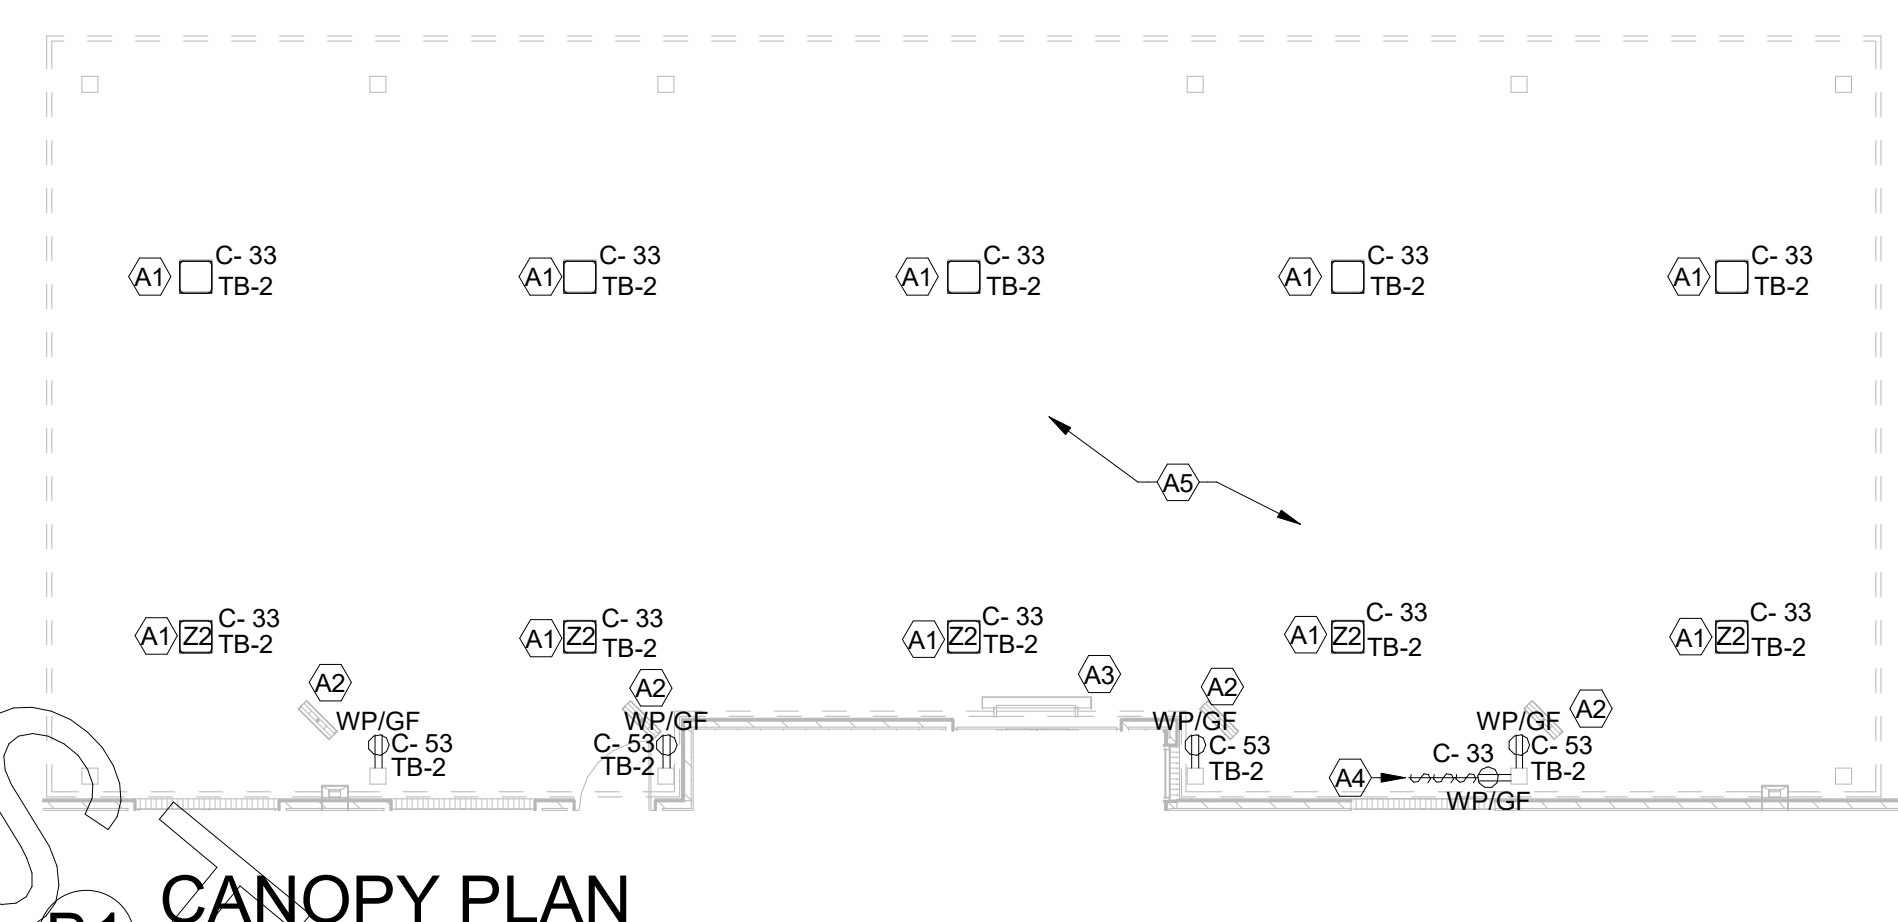 A1 C- 33
TB-2
A1 C- 33
TB-2
A1 C- 33
TB-2
A1 C- 33
TB-2
A1 C- 33
TB-2
A5
A1 Z2 C- 33
TB-2
A1 Z2 C- 33
TB-2
A1 Z2 C- 33
TB-2
A1 Z2 C- 33
TB-2
A1 Z2 C- 33
TB-2
A2
WP/GF
C- 53
TB-2
A2
WP/GF
C- 53
TB-2
A3
A2
WP/GF
C- 53
TB-2
A2
WP/GF
C- 53
TB-2
C- 33
A4
WP/GF
CANOPY PLAN